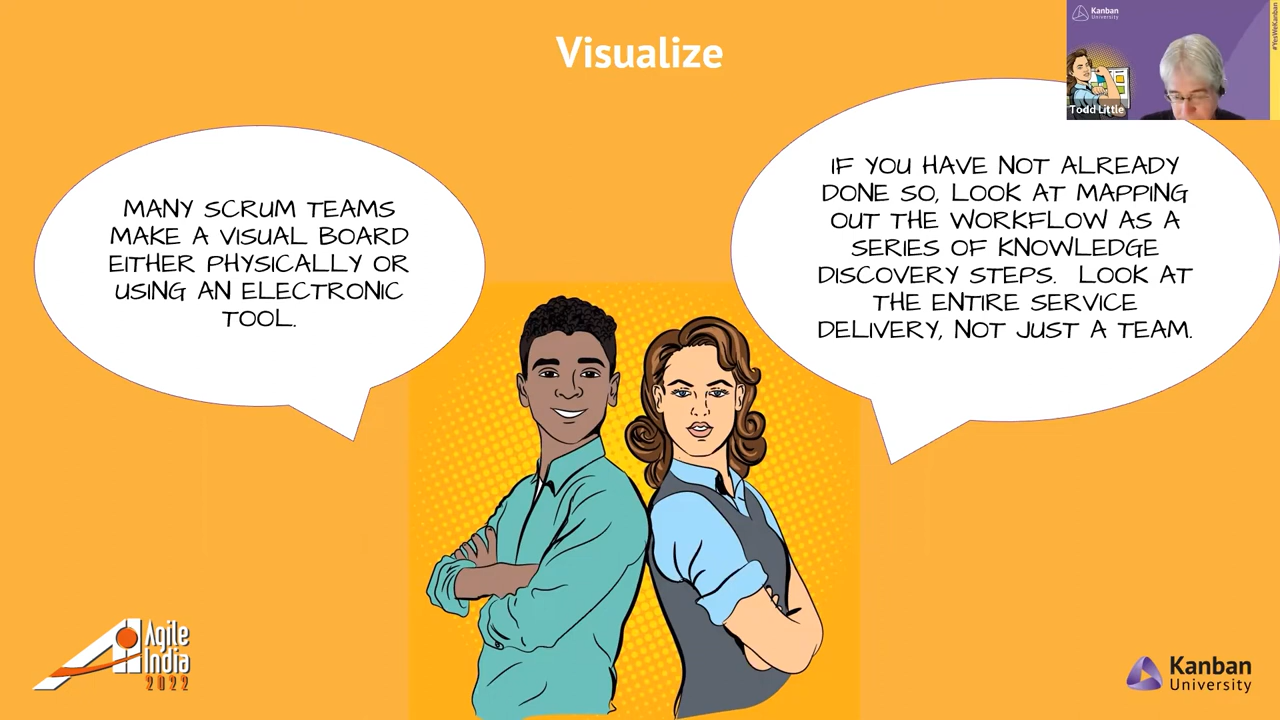 Visualize
Kanban
University
#YesWeKanban
Todd Little
MANY SCRUM TEAMS
MAKE A VISUAL BOARD
EITHER PHYSICALLY OR
USING AN ELECTRONIC
TOOL.
IF YOU HAVE NOT ALREADY
DONE SO, LOOK AT MAPPING
OUT THE WORKFLOW AS A
SERIES OF KNOWLEDGE
DISCOVERY STEPS. LOOK AT
THE ENTIRE SERVICE
DELIVERY, NOT JUST A TEAM.
Agile
India
2022
Kanban
University